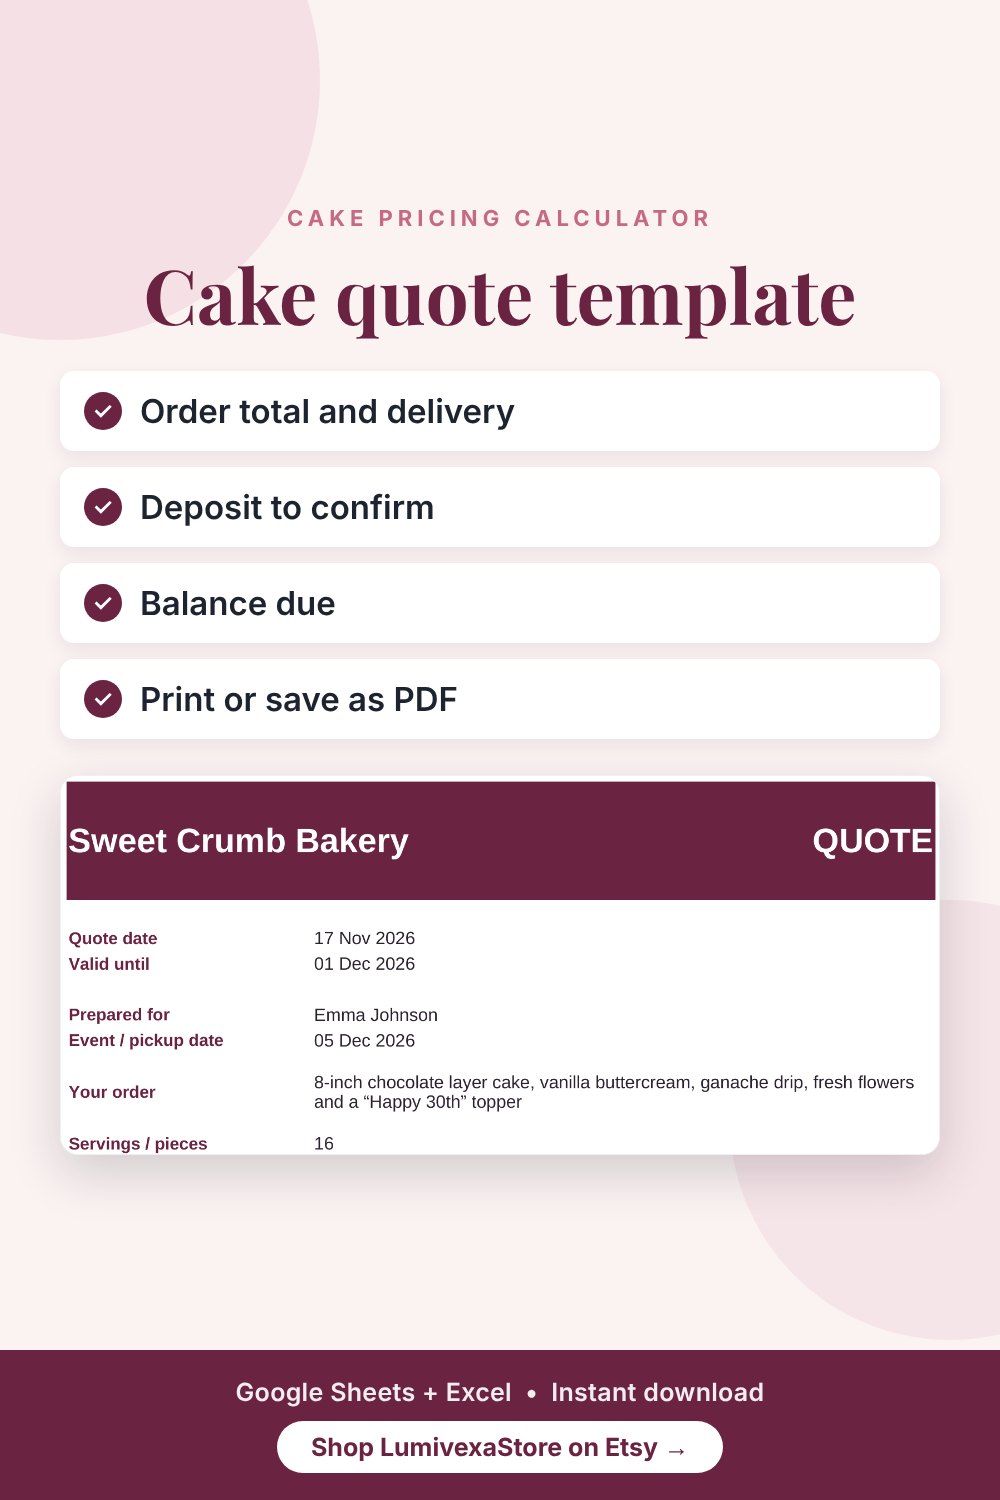 CAKE PRICING CALCULATOR
Cake quote template
Order total and delivery
Deposit to confirm
Balance due
Print or save as PDF
Sweet Crumb Bakery QUOTE
Quote date 17 Nov 2026
Valid until 01 Dec 2026
Prepared for Emma Johnson
Event / pickup date 05 Dec 2026
Your order 8-inch chocolate layer cake, vanilla buttercream, ganache drip, fresh flowers
and a “Happy 30th” topper
Servings / pieces 16
Google Sheets + Excel • Instant download
Shop LumivexaStore on Etsy →